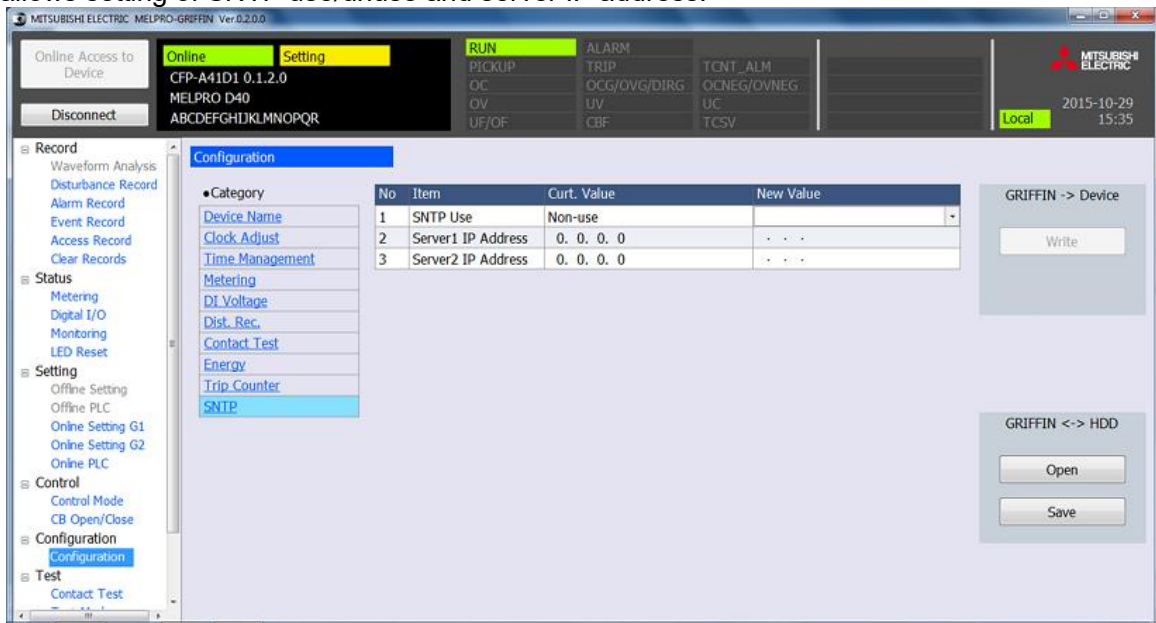 allows setting of SNTP use/unuse and server IP address.
MITSUBISHI ELECTRIC MELPRO-GRIFFIN Ver.0.2.0.0
Online Access to
Device
Disconnect
Online Setting
CFP-A41D1 0.1.2.0
MELPRO D40
ABCDEFGHIJKLMNOPQR
RUN ALARM
PICKUP TRIP TCNT_ALM
OC OCG/OVG/DIRG OCNEG/OVNEG
OV UV UC
UF/OF CBF TCSV
MITSUBISHI
ELECTRIC
2015-10-29
Local 15:35
Record
Waveform Analysis
Disturbance Record
Alarm Record
Event Record
Access Record
Clear Records
Status
Metering
Digital I/O
Monitoring
LED Reset
Setting
Offline Setting
Offline PLC
Online Setting G1
Online Setting G2
Online PLC
Control
Control Mode
CB Open/Close
Configuration
Configuration
Test
Contact Test
Configuration
•Category
Device Name
Clock Adjust
Time Management
Metering
DI Voltage
Dist. Rec.
Contact Test
Energy
Trip Counter
SNTP
No Item Curt. Value New Value
1 SNTP Use Non-use
2 Server1 IP Address 0. 0. 0. 0 . . .
3 Server2 IP Address 0. 0. 0. 0 . . .
GRIFFIN -> Device
Write
GRIFFIN <-> HDD
Open
Save